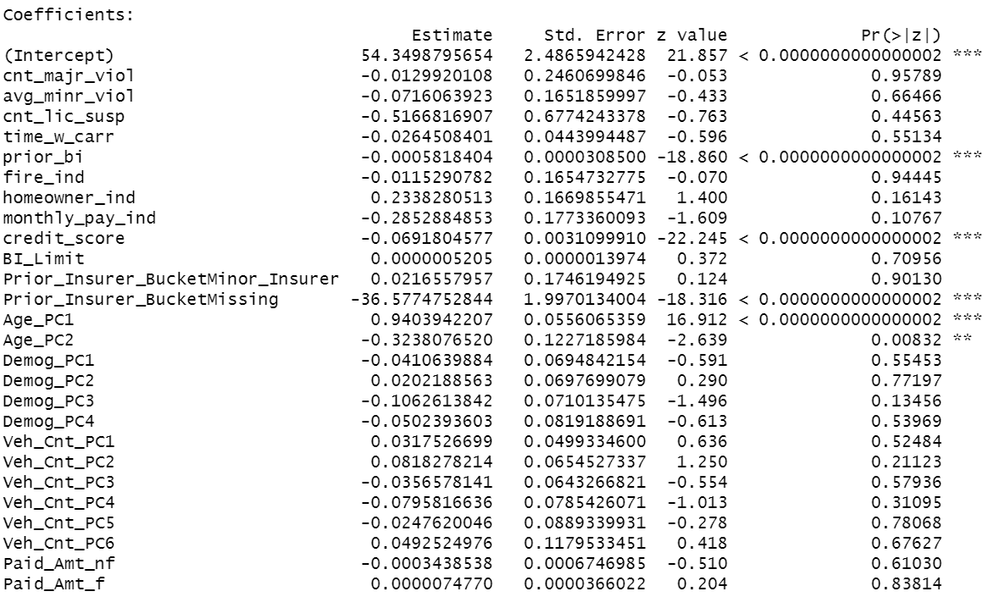 Coefficients:
Estimate Std. Error z value Pr(>|z|)
(Intercept) 54.3498795654 2.4865942428 21.857 < 0.0000000000000002 ***
cnt_majr_viol -0.0129920108 0.2460699846 -0.053 0.95789
avg_minr_viol -0.0716063923 0.1651859997 -0.433 0.66466
cnt_lic_susp -0.5166816907 0.6774243378 -0.763 0.44563
time_w_carr -0.0264508401 0.0443994487 -0.596 0.55134
prior_bi -0.0005818404 0.0000308500 -18.860 < 0.0000000000000002 ***
fire_ind -0.0115290782 0.1654732775 -0.070 0.94445
homeowner_ind 0.2338280513 0.1669855471 1.400 0.16143
monthly_pay_ind -0.2852884853 0.1773360093 -1.609 0.10767
credit_score -0.0691804577 0.0031099910 -22.245 < 0.0000000000000002 ***
BI_Limit 0.0000005205 0.0000013974 0.372 0.70956
Prior_Insurer_BucketMinor_Insurer 0.0216557957 0.1746194925 0.124 0.90130
Prior_Insurer_BucketMissing -36.5774752844 1.9970134004 -18.316 < 0.0000000000000002 ***
Age_PC1 0.9403942207 0.0556065359 16.912 < 0.0000000000000002 ***
Age_PC2 -0.3238076520 0.1227185984 -2.639 0.00832 **
Demog_PC1 -0.0410639884 0.0694842154 -0.591 0.55453
Demog_PC2 0.0202188563 0.0697699079 0.290 0.77197
Demog_PC3 -0.1062613842 0.0710135475 -1.496 0.13456
Demog_PC4 -0.0502393603 0.0819188691 -0.613 0.53969
Veh_Cnt_PC1 0.0317526699 0.0499334600 0.636 0.52484
Veh_Cnt_PC2 0.0818278214 0.0654527337 1.250 0.21123
Veh_Cnt_PC3 -0.0356578141 0.0643266821 -0.554 0.57936
Veh_Cnt_PC4 -0.0795816636 0.0785426071 -1.013 0.31095
Veh_Cnt_PC5 -0.0247620046 0.0889339931 -0.278 0.78068
Veh_Cnt_PC6 0.0492524976 0.1179533451 0.418 0.67627
Paid_Amt_nf -0.0003438538 0.0006746985 -0.510 0.61030
Paid_Amt_f 0.0000074770 0.0000366022 0.204 0.83814